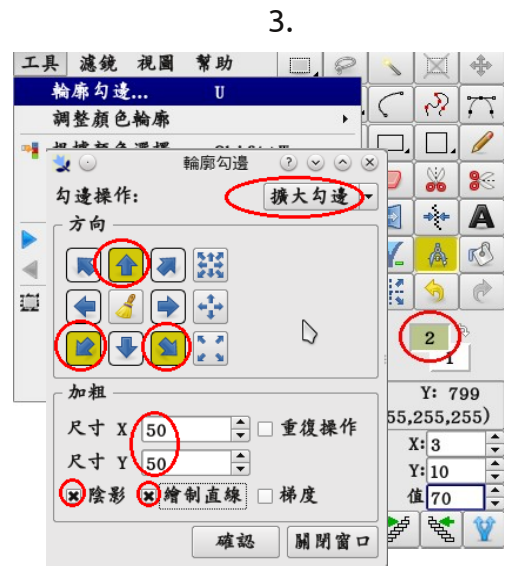 3.
工具 濾鏡 視圖 幫助
輪廓勾邊... U
調整顏色輪廓
輪廓勾邊
勾邊操作: 擴大勾邊
方向
2
1
加粗
Y: 799
55,255,255)
尺寸 X 50 重復操作
X: 3
尺寸 Y 50
Y: 10
陰影 繪制直線 梯度
值 70
確認 關閉窗口